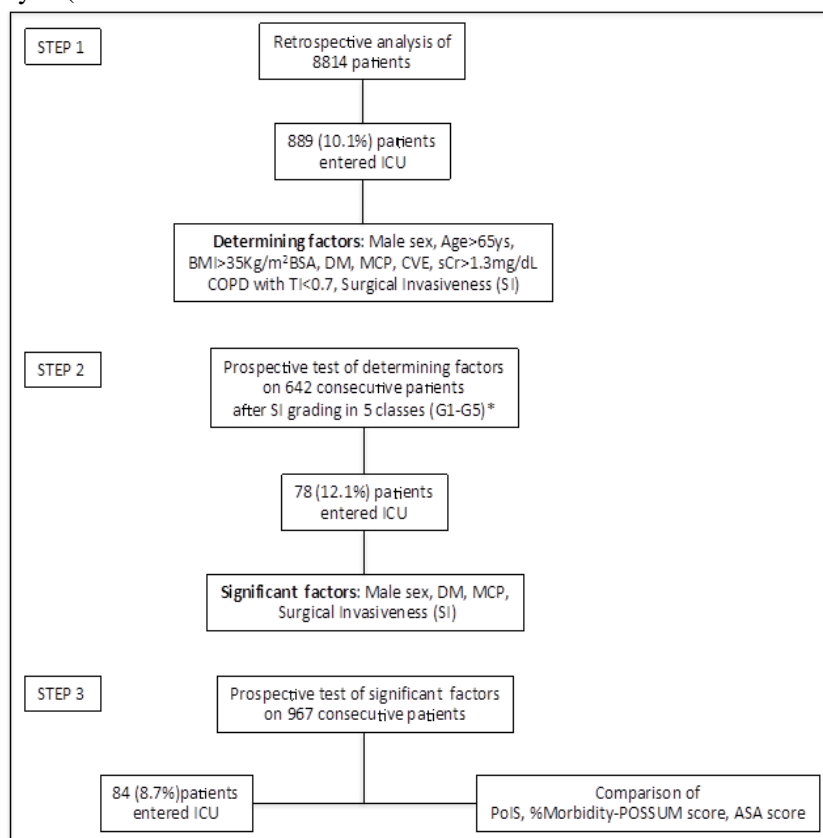 STEP 1
Retrospective analysis of
8814 patients
889 (10.1%) patients
entered ICU
Determining factors: Male sex, Age>65ys,
BMI>35Kg/m²BSA, DM, MCP, CVE, sCr>1.3mg/dL
COPD with TI<0.7, Surgical Invasiveness (SI)
STEP 2
Prospective test of determining factors
on 642 consecutive patients
after SI grading in 5 classes (G1-G5)*
78 (12.1%) patients
entered ICU
Significant factors: Male sex, DM, MCP,
Surgical Invasiveness (SI)
STEP 3
Prospective test of significant factors
on 967 consecutive patients
84 (8.7%)patients
entered ICU
Comparison of
PoIS, %Morbidity-POSSUM score, ASA score